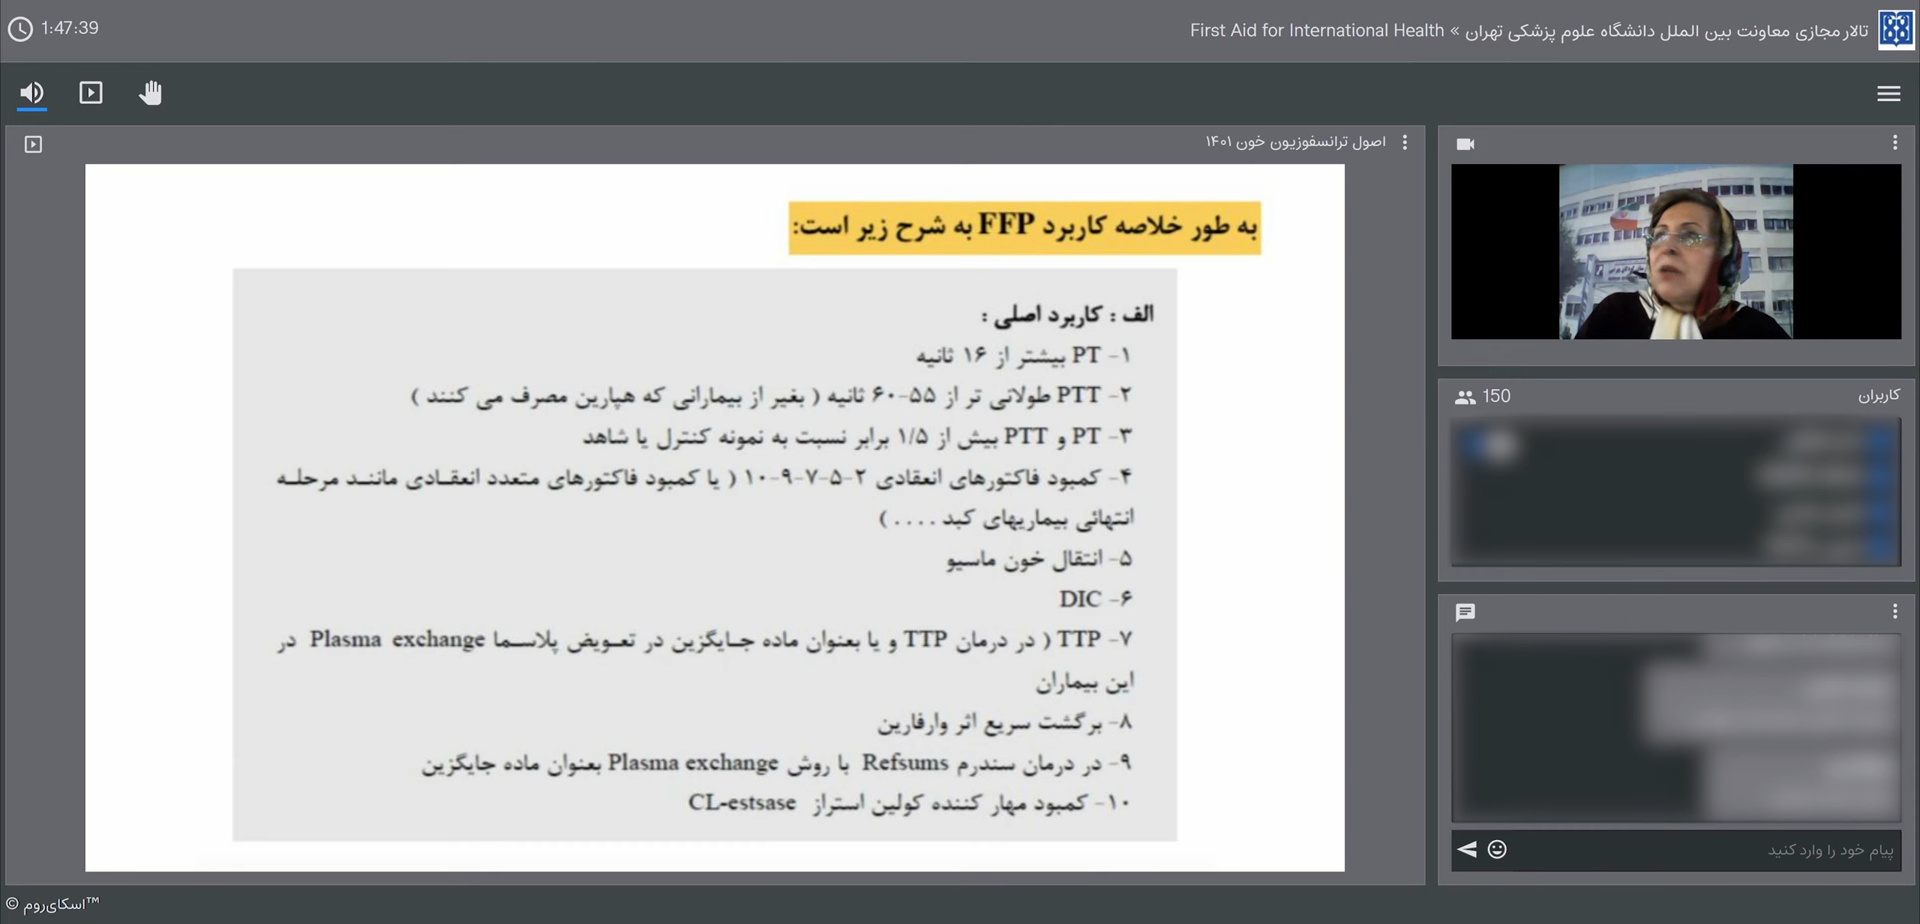 1:47:39
تالار مجازی معاونت بین الملل دانشگاه علوم پزشکی تهران » First Aid for International Health
اصول ترانسفوزیون خون ۱۴۰۱
به طور خلاصه کاربرد FFP به شرح زیر است:
الف : کاربرد اصلی :
۱- PT بیشتر از ۱۶ ثانیه
۲- PTT طولانی تر از ۵۵-۶۰ ثانیه ( بغیر از بیمارانی که هپارین مصرف می کنند )
۳- PT و PTT بیش از ۱/۵ برابر نسبت به نمونه کنترل یا شاهد
۴- کمبود فاکتورهای انعقادی ۲-۵-۷-۹-۱۰ ( یا کمبود فاکتورهای متعدد انعقادی مانند مرحله
انتهائی بیماریهای کبد .... )
۵- انتقال خون ماسیو
۶- DIC
۷- TTP ( در درمان TTP و یا بعنوان ماده جایگزین در تعویض پلاسما Plasma exchange در
این بیماران
۸- برگشت سریع اثر وارفارین
۹- در درمان سندرم Refsums با روش Plasma exchange بعنوان ماده جایگزین
۱۰- کمبود مهار کننده کولین استراز CL-estsase
کاربران
150
پیام خود را وارد کنید
اسکای‌روم™ ©